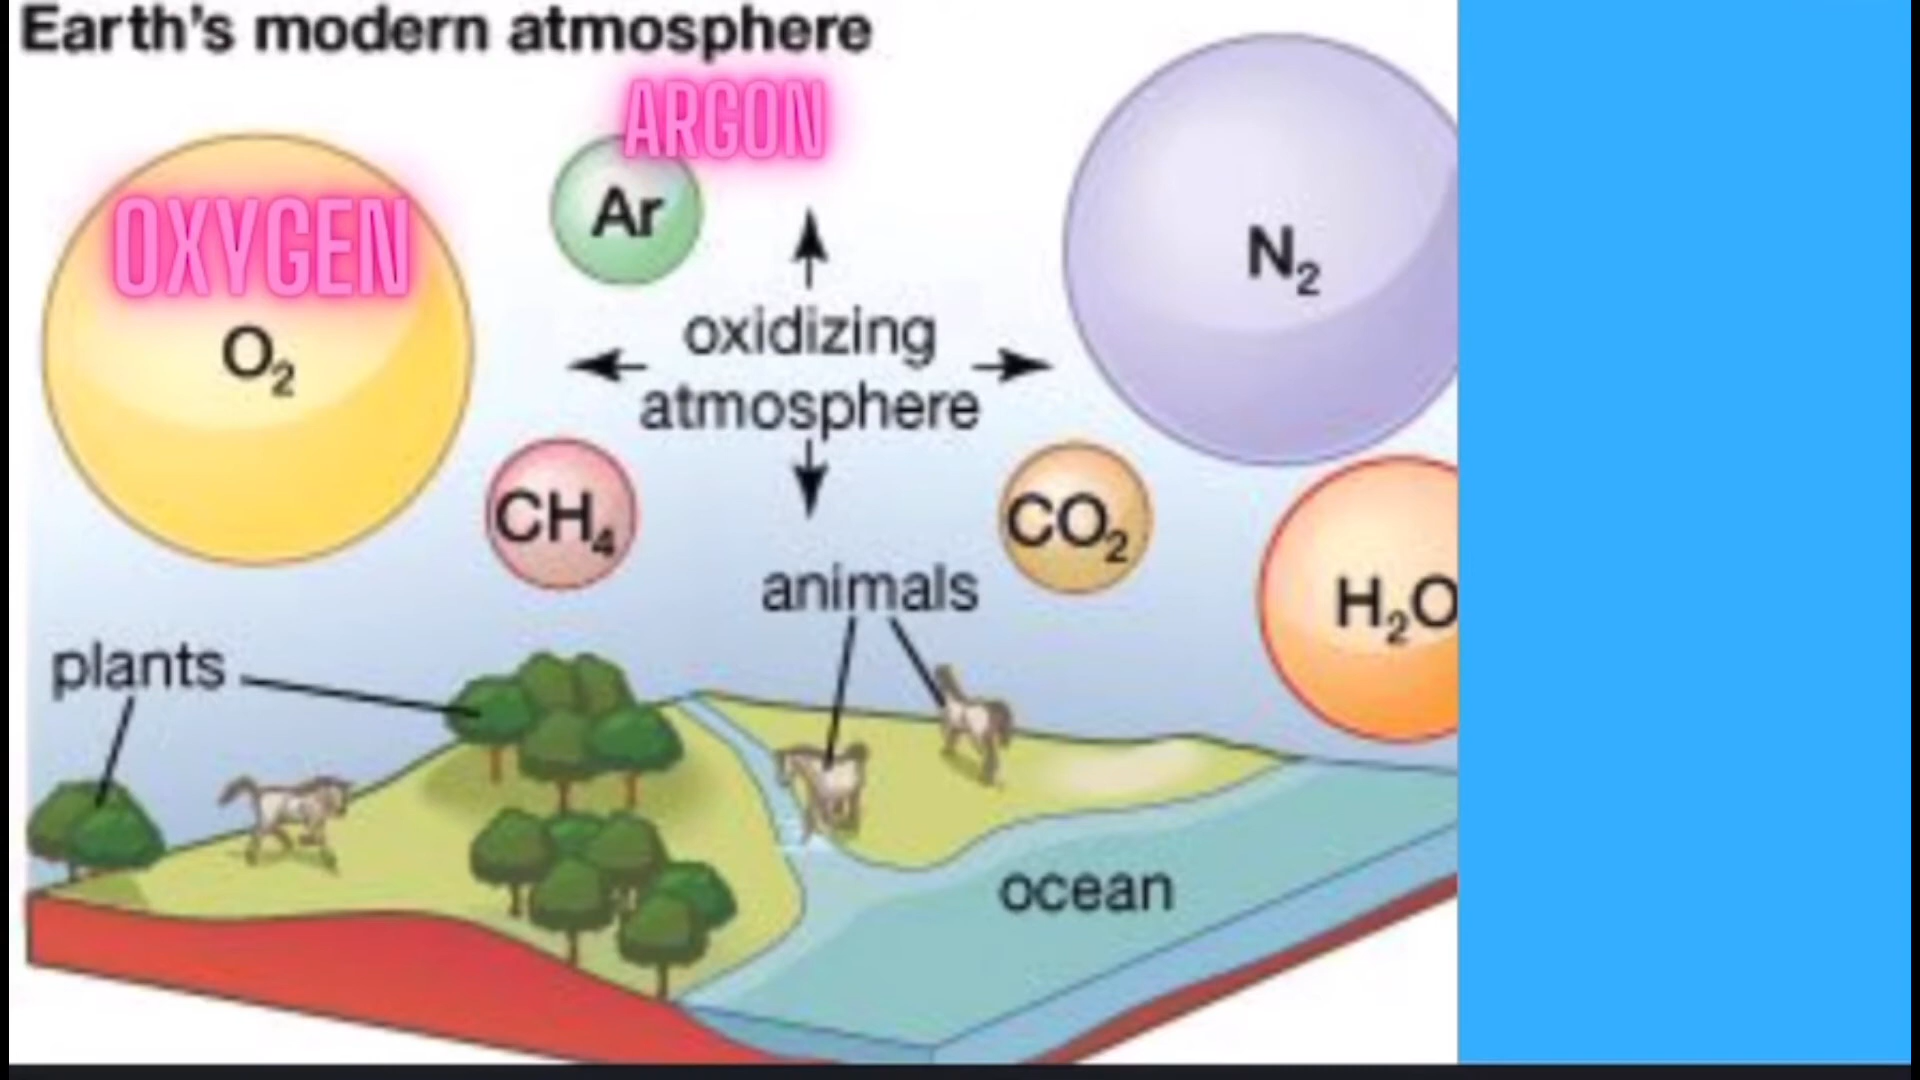 Earth's modern atmosphere
ARGON
Ar
OXYGEN
O₂
N₂
oxidizing
atmosphere
CH₄
CO₂
H₂O
animals
plants
ocean